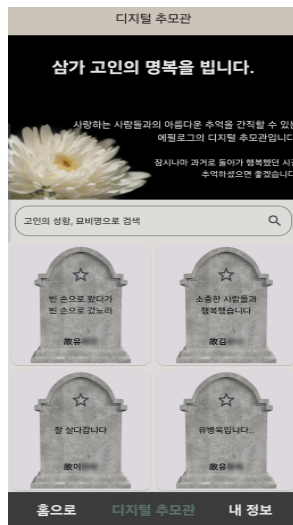 디지털 추모관
삼가 고인의 명복을 빕니다.
사랑하는 사람들과의 아름다운 추억을 간직할 수 있는
에필로그의 디지털 추모관입니다
잠시나마 과거로 돌아가 행복했던 시간
추억하셨으면 좋겠습니다
고인의 성함, 묘비명으로 검색
빈 손으로 왔다가
빈 손으로 갔노라
故유
소중한 사람들과
행복했습니다
故김
잘 살다갑니다
故이
유병욱입니다..
故유
홈으로 디지털 추모관 내 정보